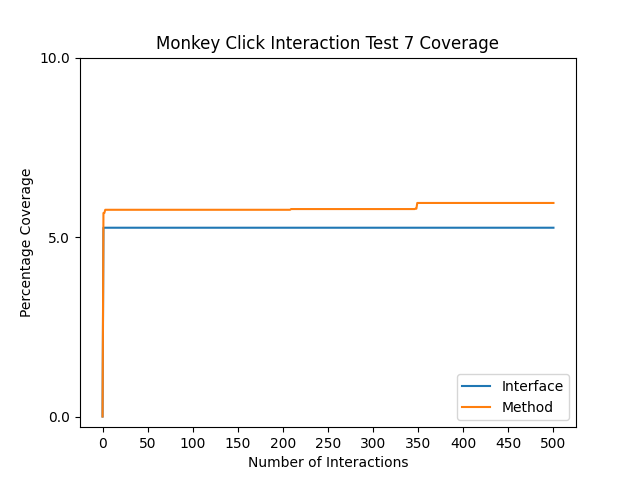 Monkey Click Interaction Test 7 Coverage
10.0
5.0
0.0
Percentage Coverage
Interface
Method
0 50 100 150 200 250 300 350 400 450 500
Number of Interactions